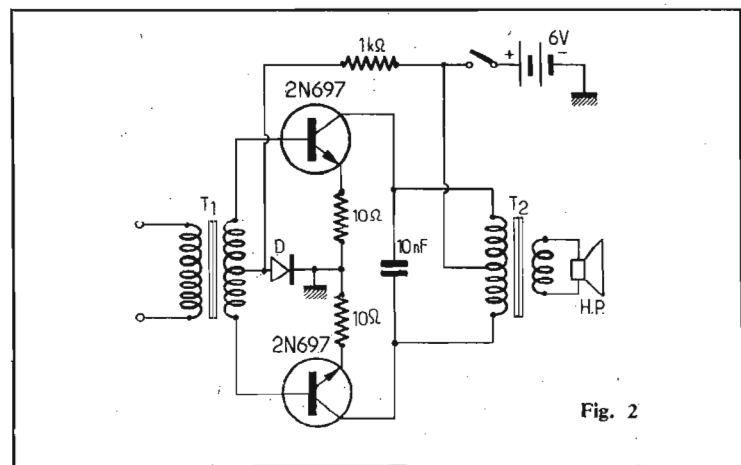 1kΩ
6V
+ −
2N697
T1
10Ω
D
10nF
T2
10Ω
H.P.
2N697
Fig. 2